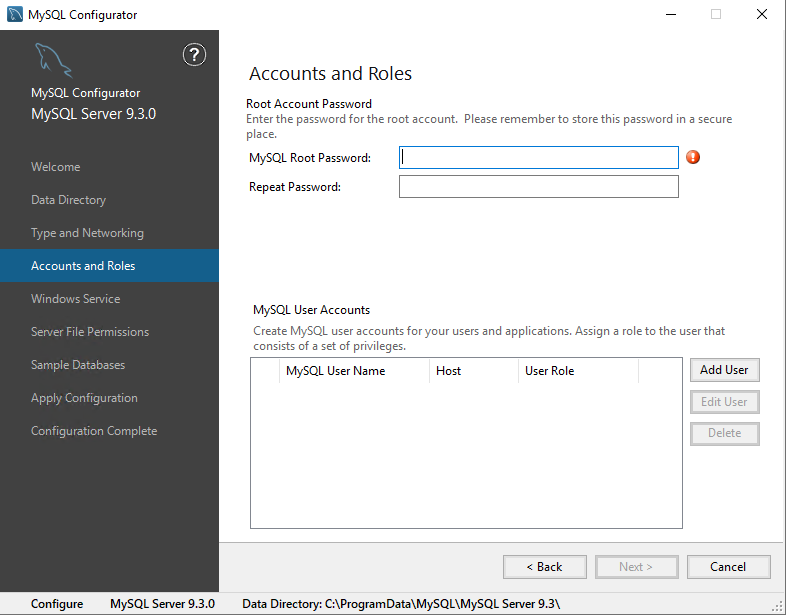 MySQL Configurator
?
MySQL Configurator
MySQL Server 9.3.0
Welcome
Data Directory
Type and Networking
Accounts and Roles
Windows Service
Server File Permissions
Sample Databases
Apply Configuration
Configuration Complete
Accounts and Roles
Root Account Password
Enter the password for the root account.  Please remember to store this password in a secure
place.
MySQL Root Password:
Repeat Password:
MySQL User Accounts
Create MySQL user accounts for your users and applications. Assign a role to the user that
consists of a set of privileges.
MySQL User Name Host User Role
Add User
Edit User
Delete
< Back Next > Cancel
Configure MySQL Server 9.3.0 Data Directory: C:\ProgramData\MySQL\MySQL Server 9.3\